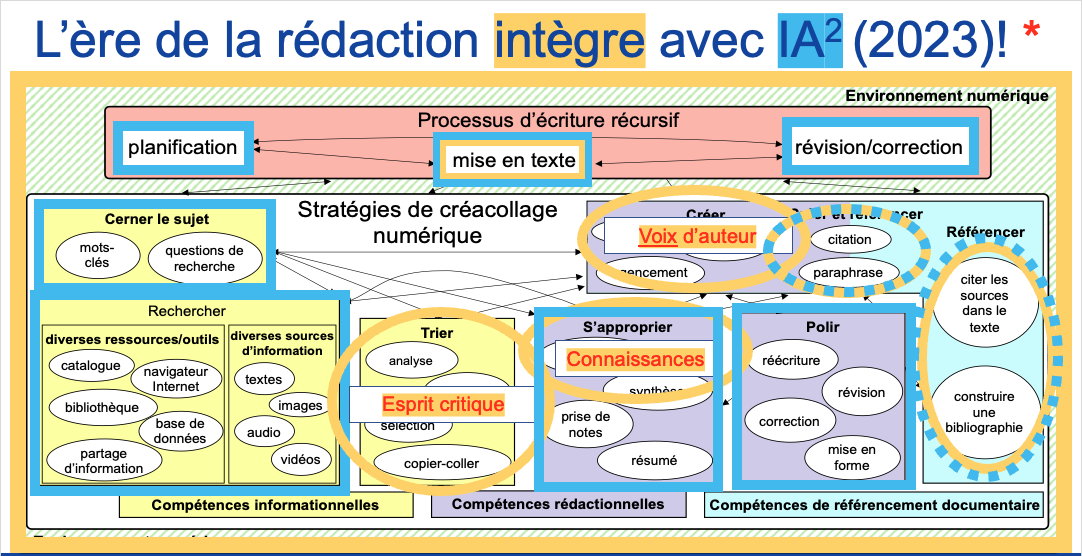 L'ère de la rédaction intègre avec IA² (2023)! *
Environnement numérique
Processus d'écriture récursif
planification
mise en texte
révision/correction
Stratégies de créacollage
numérique
Cerner le sujet
mots-
clés
questions de
recherche
Rechercher
diverses ressources/outils
catalogue
navigateur
Internet
bibliothèque
base de
données
partage
d'information
diverses sources
d'information
textes
images
audio
vidéos
Trier
analyse
Esprit critique
sélection
copier-coller
Créer
Voix d'auteur
et référencer
citation
paraphrase
Référencer
citer les
sources
dans le
texte
construire
une
bibliographie
S'approprier
Connaissances
synthèse
prise de
notes
résumé
Polir
réécriture
révision
correction
mise en
forme
Compétences informationnelles
Compétences rédactionnelles
Compétences de référencement documentaire